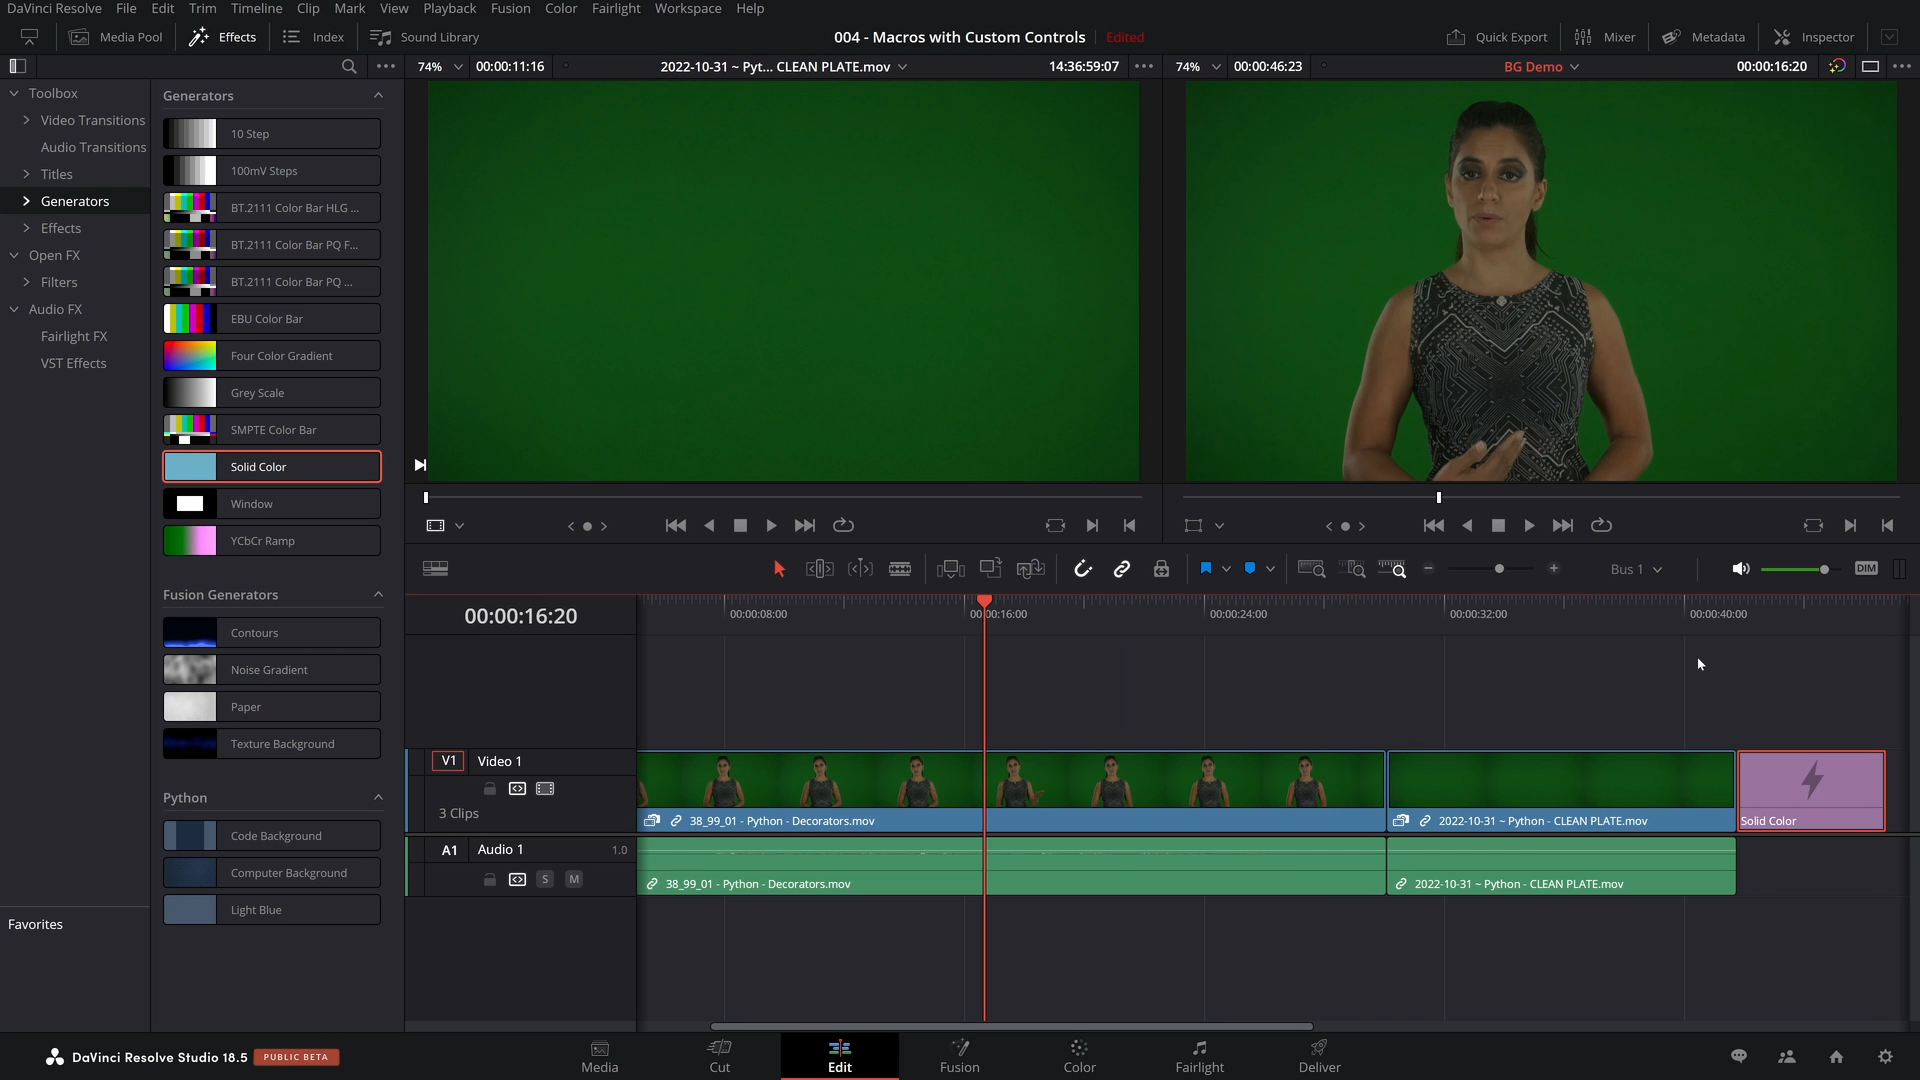 DaVinci Resolve File Edit Trim Timeline Clip Mark View Playback Fusion Color Fairlight Workspace Help
Media Pool Effects Index Sound Library 004 - Macros with Custom Controls Edited Quick Export Mixer Metadata Inspector
74% 00:00:11:16 2022-10-31 ~ Pyt... CLEAN PLATE.mov 14:36:59:07 74% 00:00:46:23 BG Demo 00:00:16:20
Toolbox
Video Transitions
Audio Transitions
Titles
Generators
Effects
Open FX
Filters
Audio FX
Fairlight FX
VST Effects
Favorites
Generators
10 Step
100mV Steps
BT.2111 Color Bar HLG ...
BT.2111 Color Bar PQ F...
BT.2111 Color Bar PQ ...
EBU Color Bar
Four Color Gradient
Grey Scale
SMPTE Color Bar
Solid Color
Window
YCbCr Ramp
Fusion Generators
Contours
Noise Gradient
Paper
Texture Background
Python
Code Background
Computer Background
Light Blue
Bus 1 DIM
00:00:16:20 00:00:08:00 00:00:16:00 00:00:24:00 00:00:32:00 00:00:40:00
V1 Video 1
3 Clips
38_99_01 - Python - Decorators.mov 2022-10-31 ~ Python - CLEAN PLATE.mov Solid Color
A1 Audio 1 1.0
S M
38_99_01 - Python - Decorators.mov 2022-10-31 ~ Python - CLEAN PLATE.mov
DaVinci Resolve Studio 18.5 PUBLIC BETA
Media Cut Edit Fusion Color Fairlight Deliver